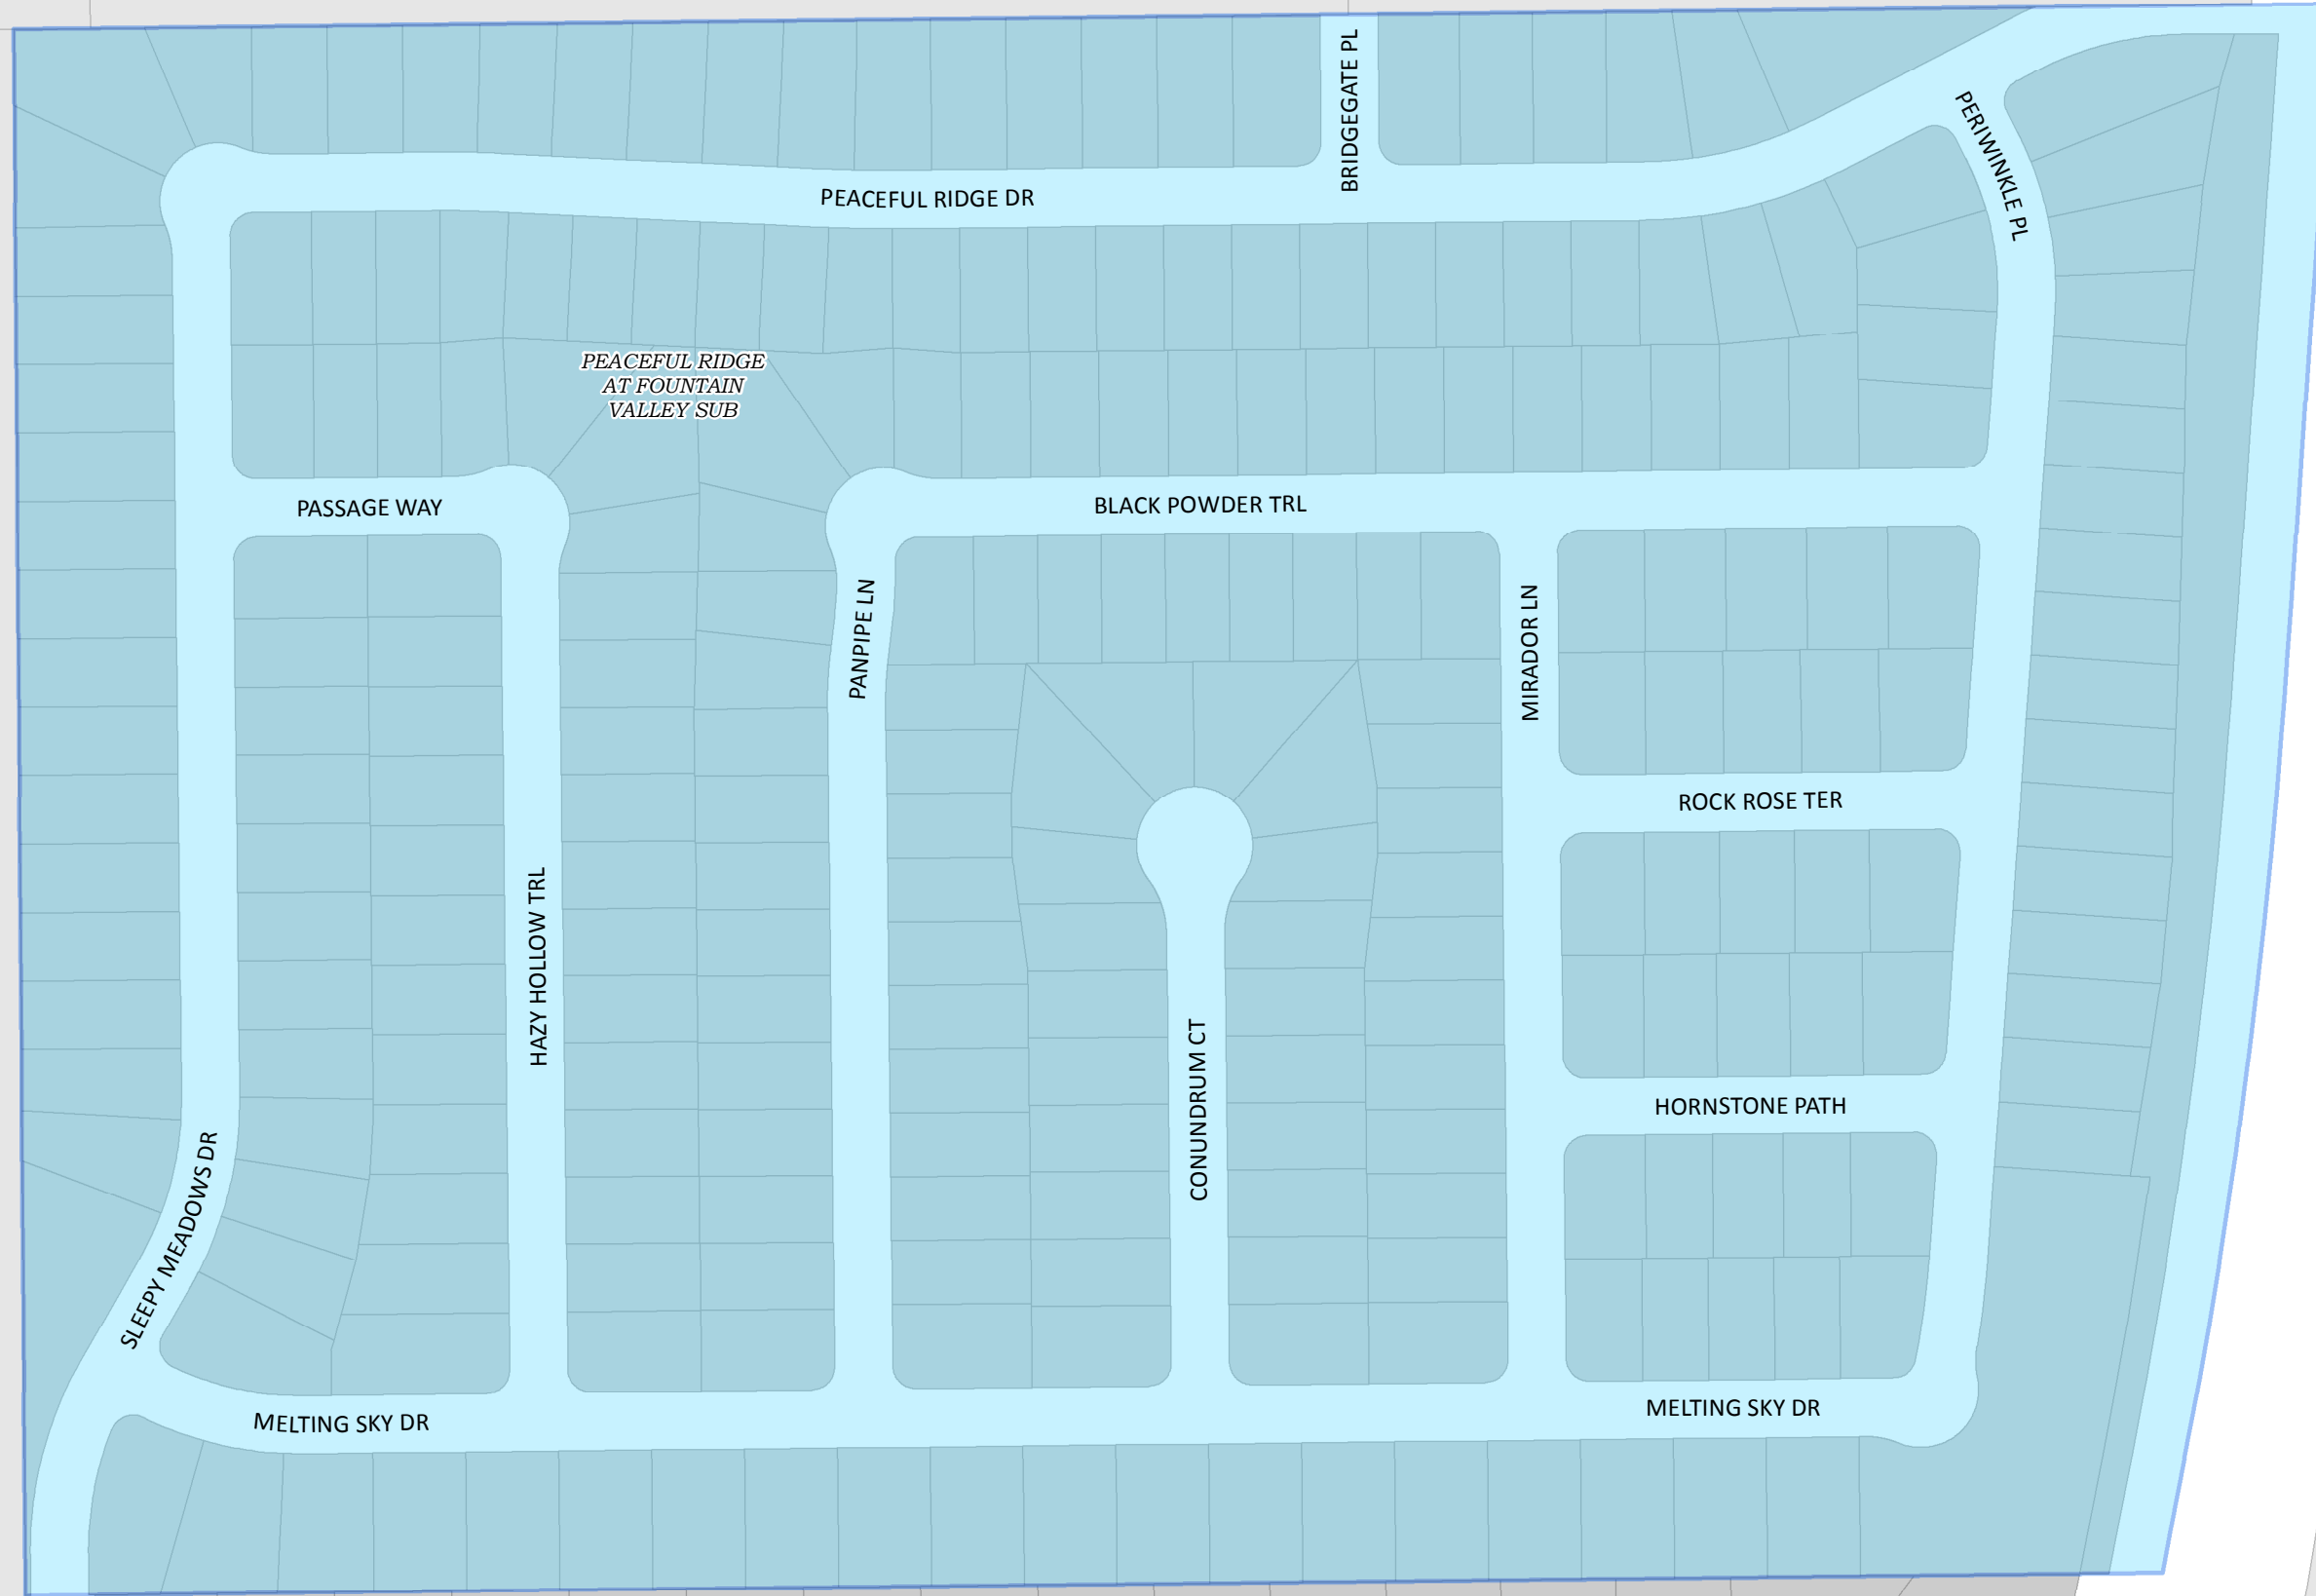 BRIDGEGATE PL
PERIWINKLE PL
PEACEFUL RIDGE DR
PEACEFUL RIDGE
AT FOUNTAIN
VALLEY SUB
PASSAGE WAY
BLACK POWDER TRL
PANPIPE LN
MIRADOR LN
ROCK ROSE TER
HAZY HOLLOW TRL
CONUNDRUM CT
HORNSTONE PATH
SLEEPY MEADOWS DR
MELTING SKY DR
MELTING SKY DR